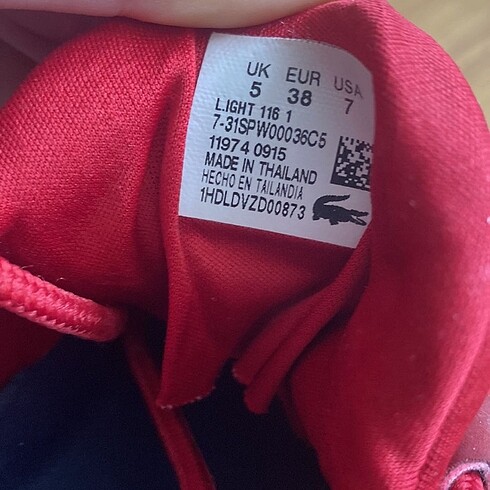 UK EUR USA
5 38 7
L.IGHT 116 1
7-31SPW00036C5
11974 0915
MADE IN THAILAND
HECHO EN TAILANDIA
1HDLDVZD00873